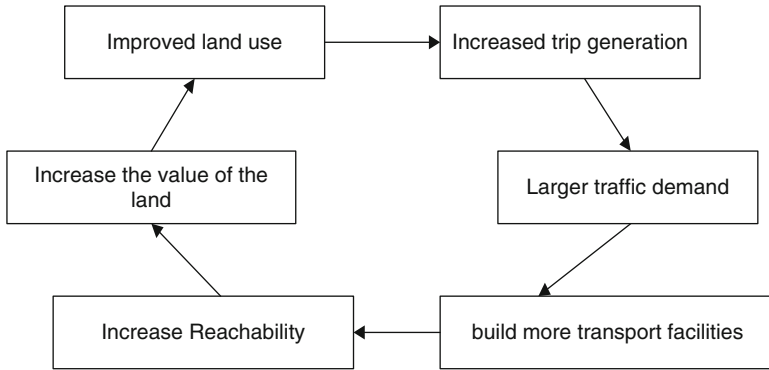 Improved land use
Increased trip generation
Increase the value of the
land
Larger traffic demand
Increase Reachability
build more transport facilities